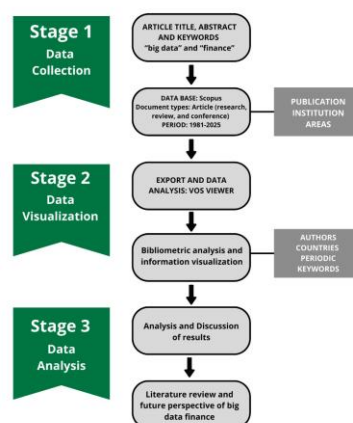 Stage 1
Data
Collection
ARTICLE TITLE, ABSTRACT
AND KEYWORDS
"big data" and "finance"
DATA BASE: Scopus
Document types: Article (research,
review, and conference)
PERIOD: 1981-2025
PUBLICATION
INSTITUTION
AREAS
Stage 2
Data
Visualization
EXPORT AND DATA
ANALYSIS: VOS VIEWER
Bibliometric analysis and
information visualization
AUTHORS
COUNTRIES
PERIODIC
KEYWORDS
Stage 3
Data
Analysis
Analysis and Discussion
of results
Literature review and
future perspective of big
data finance